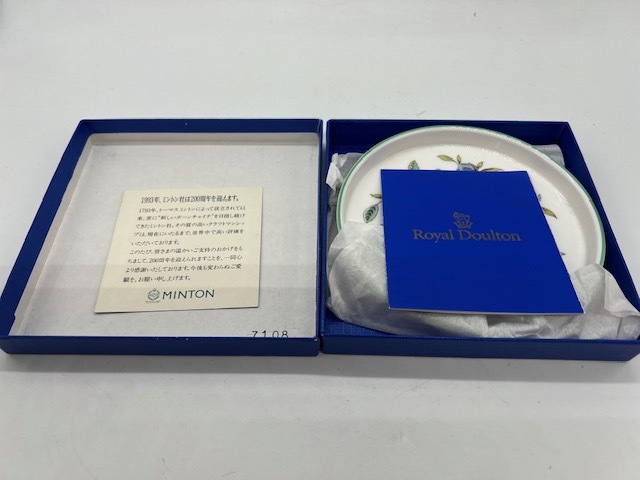 1993年、ミントン社は200周年を迎えます。
1793年、トーマス ミントンによって設立されて以
来、常に"新しいボーンチャイナ"を目指し続け
てきたミントン社。その質の高いクラフトマンシッ
プは、現在にいたるまで、世界中で高い評価を
いただいております。
このたび、皆さまの温かいご支持のおかげをも
ちまして、200周年を迎えられますことを、一同心
より感謝いたしております。今後も変わらぬご愛
顧を、お願い申し上げます。
MINTON
7108
Royal Doulton